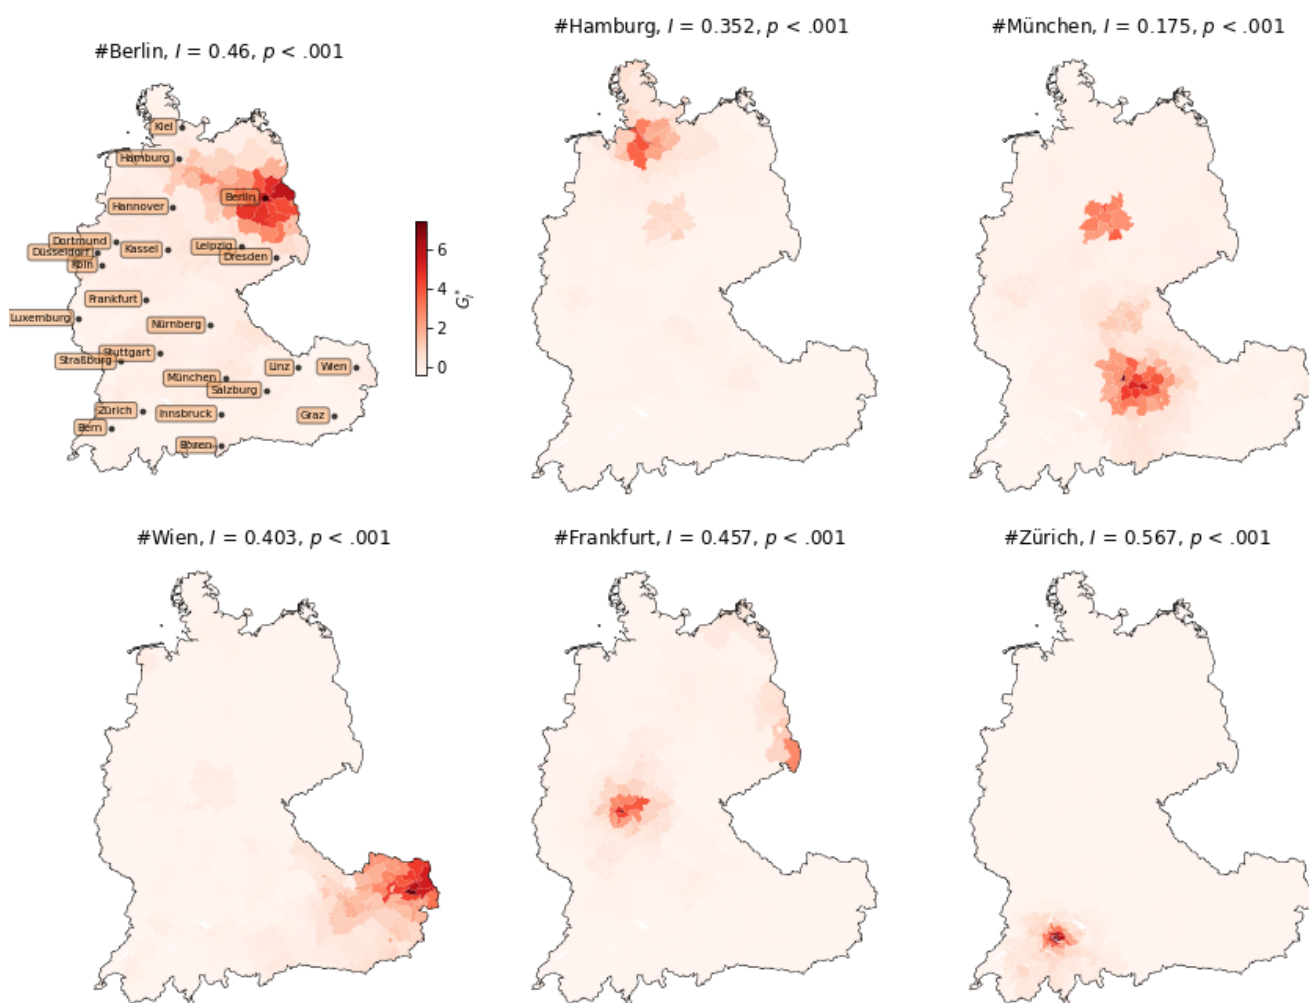 #Hamburg, I = 0.352, p < .001
#München, I = 0.175, p < .001
#Berlin, I = 0.46, p < .001
Kiel
Hamburg
Berlin
Hannover
Dortmund
Düsseldorf
Köln
Kassel
Leipzig
Dresden
Frankfurt
Luxemburg
Nürnberg
Stuttgart
Straßburg
München
Linz
Wien
Salzburg
Zürich
Innsbruck
Graz
Bern
Bozen
6
4
2
0
G*i
#Wien, I = 0.403, p < .001
#Frankfurt, I = 0.457, p < .001
#Zürich, I = 0.567, p < .001